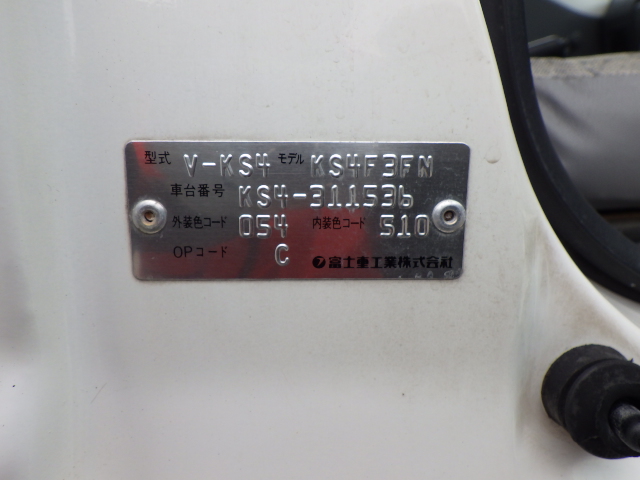 型式 V-KS4 モデル KS4F3FN
車台番号 KS4-311536
外装色コード 054 内装色コード 510
OPコード C 富士重工業株式会社